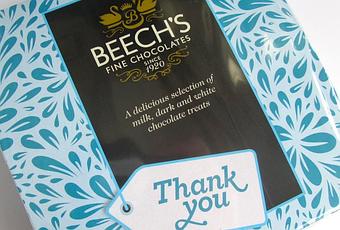 B
BEECH'S
FINE CHOCOLATES
SINCE
1920
A delicious selection of
milk, dark and white
chocolate treats
Thank
you